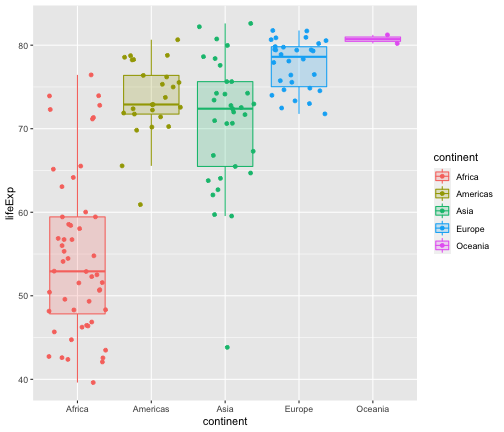 80
70
60
50
40
lifeExp
Africa
Americas
Asia
Europe
Oceania
continent
continent
Africa
Americas
Asia
Europe
Oceania